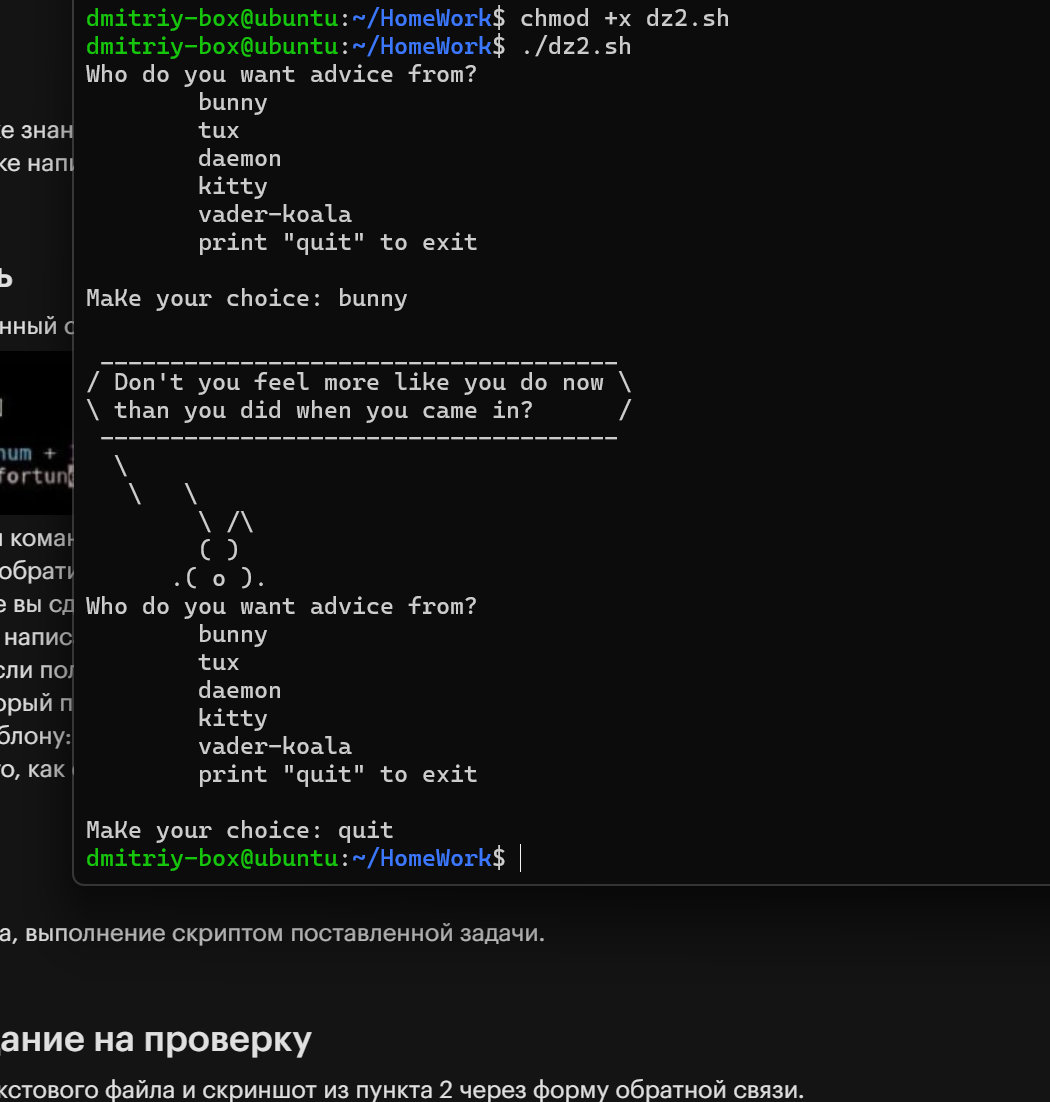 dmitriy-box@ubuntu:~/HomeWork$ chmod +x dz2.sh
dmitriy-box@ubuntu:~/HomeWork$ ./dz2.sh
Who do you want advice from?
bunny
tux
daemon
kitty
vader-koala
print "quit" to exit
MaKe your choice: bunny
/ Don't you feel more like you do now \
\ than you did when you came in? /
\
\ \
\ /\
( )
.( o ).
Who do you want advice from?
bunny
tux
daemon
kitty
vader-koala
print "quit" to exit
MaKe your choice: quit
dmitriy-box@ubuntu:~/HomeWork$
е знан
же напи
ь
нный с
num +
fortun
и коман
обрати
е вы сд
напис
сли пол
орый п
блону:
о, как
а, выполнение скриптом поставленной задачи.
ание на проверку
кстового файла и скриншот из пункта 2 через форму обратной связи.